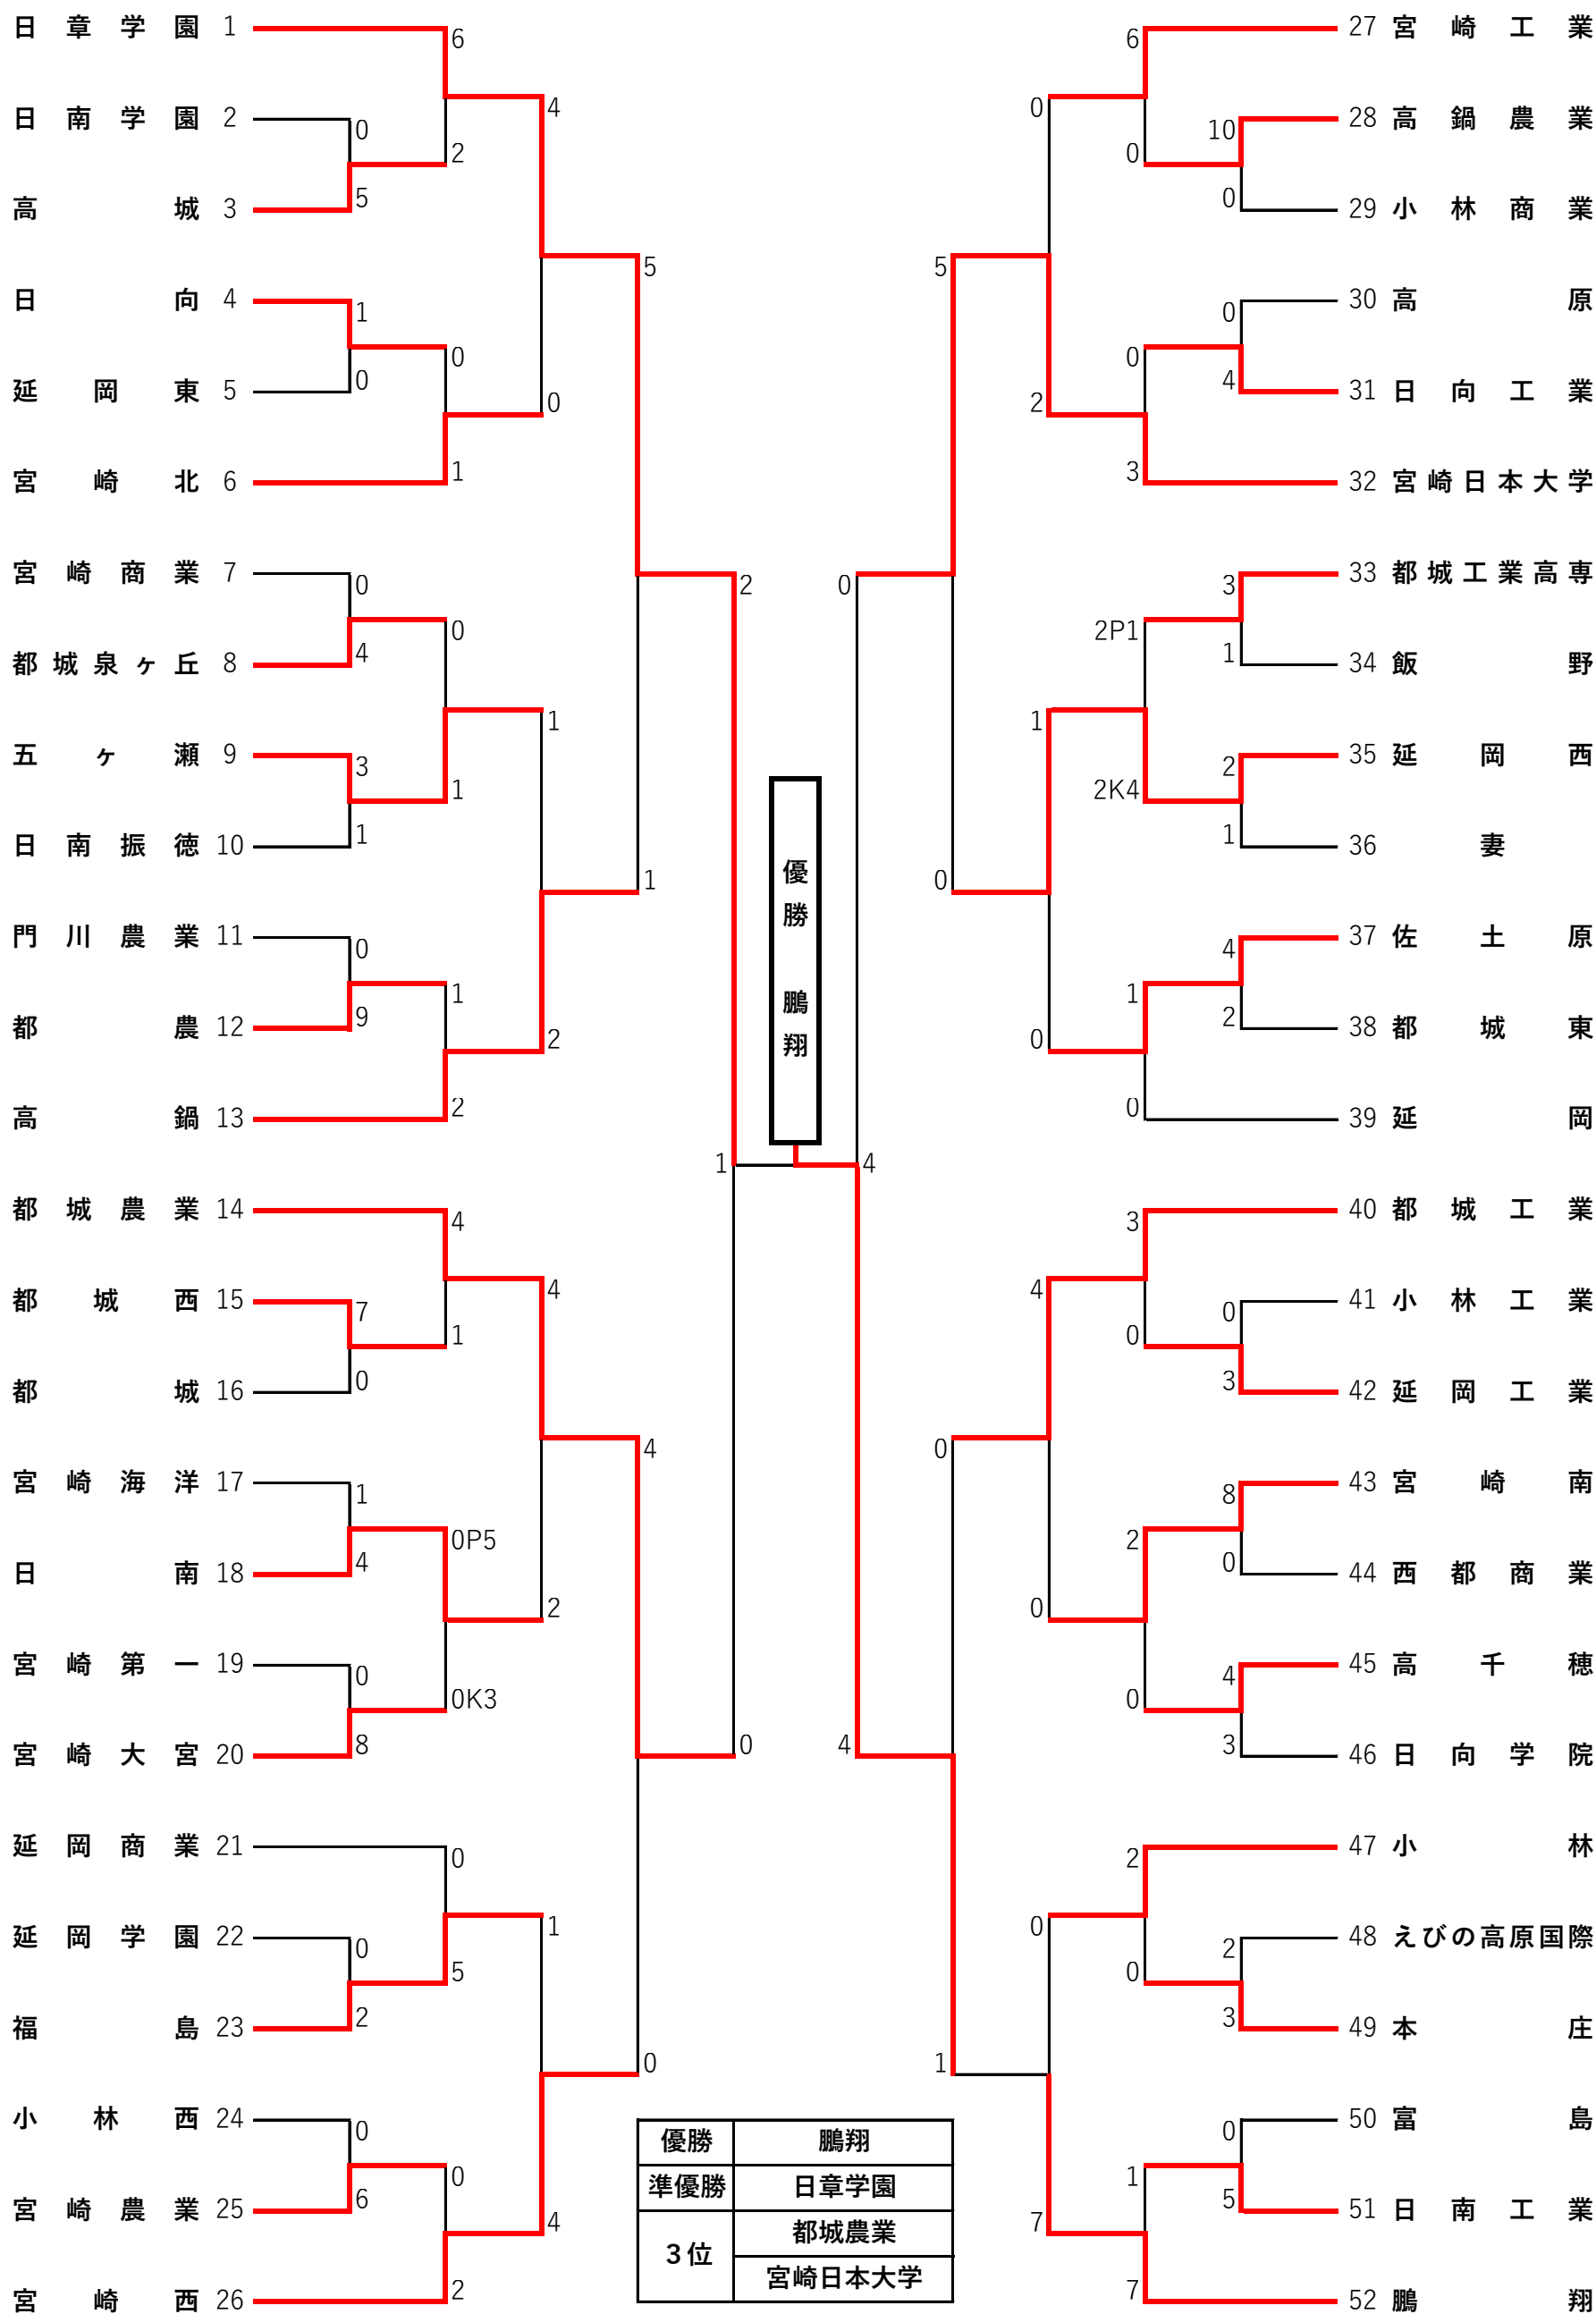 日章学園 1
日南学園 2
高城 3
日向 4
延岡東 5
宮崎北 6
宮崎商業 7
都城泉ヶ丘 8
五ヶ瀬 9
日南振徳 10
門川農業 11
都農 12
高鍋 13
都城農業 14
都城西 15
都城 16
宮崎海洋 17
日南 18
宮崎第一 19
宮崎大宮 20
延岡商業 21
延岡学園 22
福島 23
小林西 24
宮崎農業 25
宮崎西 26
0
5
1
0
0
4
3
1
0
9
7
0
1
4
0
8
0
2
0
6
6
2
0
1
0
1
1
2
4
1
0P5
0K3
0
5
0
2
4
0
1
2
4
2
1
4
5
1
4
0
2
0
1
優勝 鵬翔
4
0
4
5
0
0
1
0
2
1
0
4
0
0
7
6
0
0
3
2P1
2K4
1
0
3
0
2
0
2
0
1
7
10
0
0
4
3
1
2
1
4
2
0
3
8
0
4
3
2
3
0
5
27 宮崎工業
28 高鍋農業
29 小林商業
30 高原
31 日向工業
32 宮崎日本大学
33 都城工業高専
34 飯野
35 延岡西
36 妻
37 佐土原
38 都城東
39 延岡
40 都城工業
41 小林工業
42 延岡工業
43 宮崎南
44 西都商業
45 高千穂
46 日向学院
47 小林
48 えびの高原国際
49 本庄
50 富島
51 日南工業
52 鵬翔
優勝 鵬翔
準優勝 日章学園
3位 都城農業
宮崎日本大学